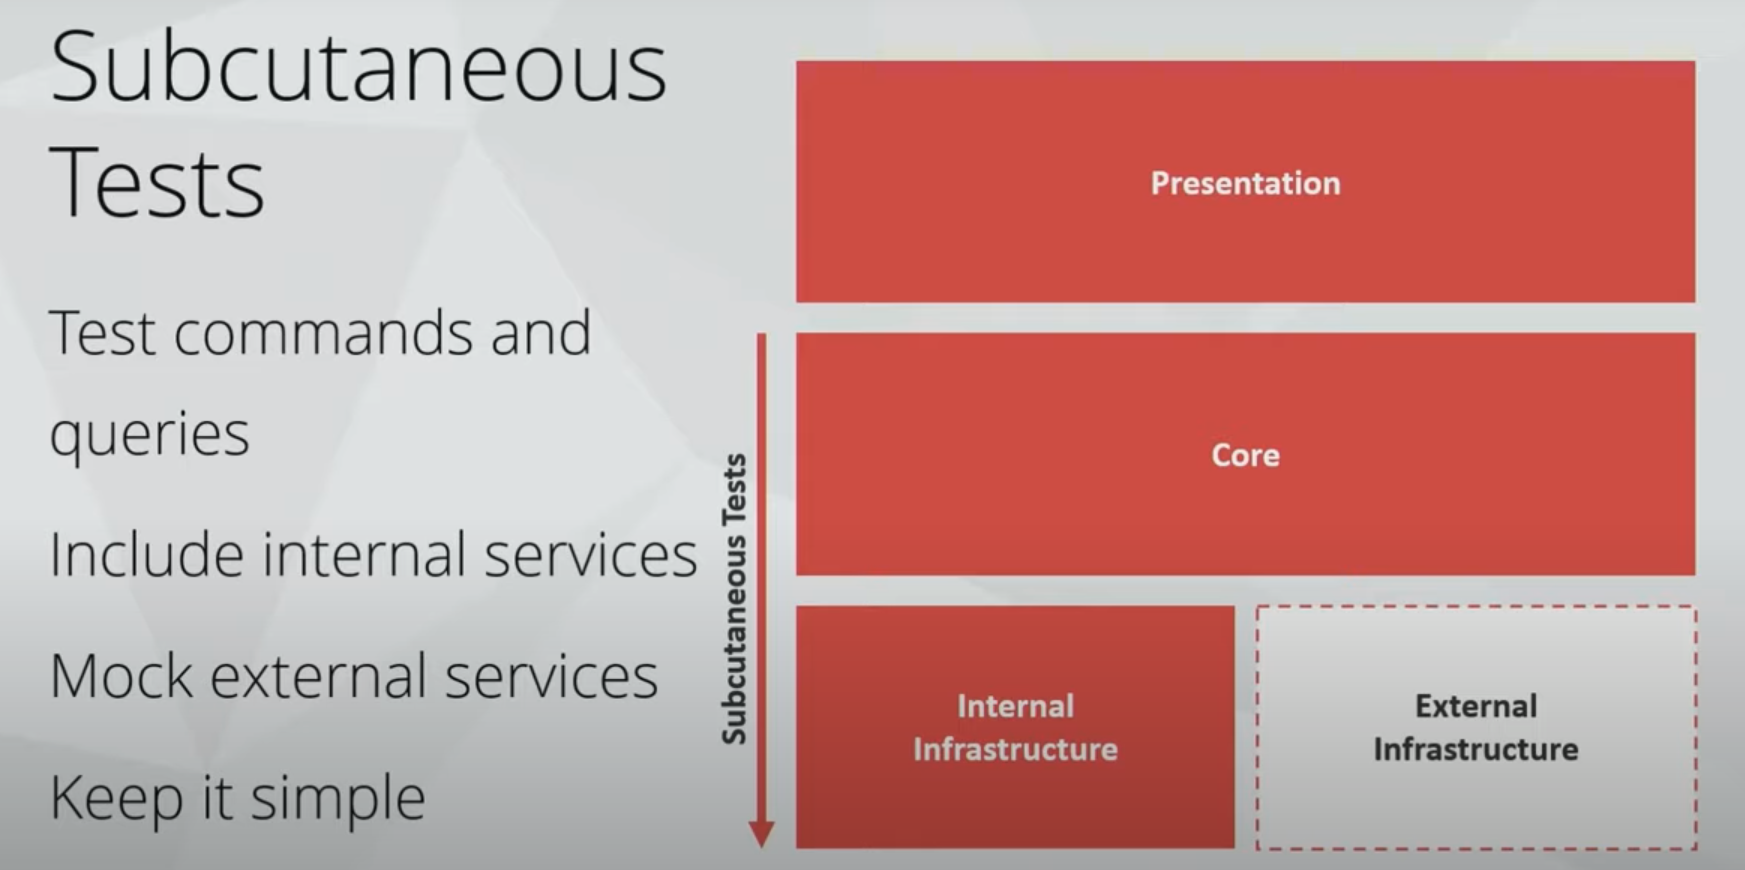 Subcutaneous
Tests
Test commands and
queries
Include internal services
Mock external services
Keep it simple
Subcutaneous Tests
Presentation
Core
Internal
Infrastructure
External
Infrastructure